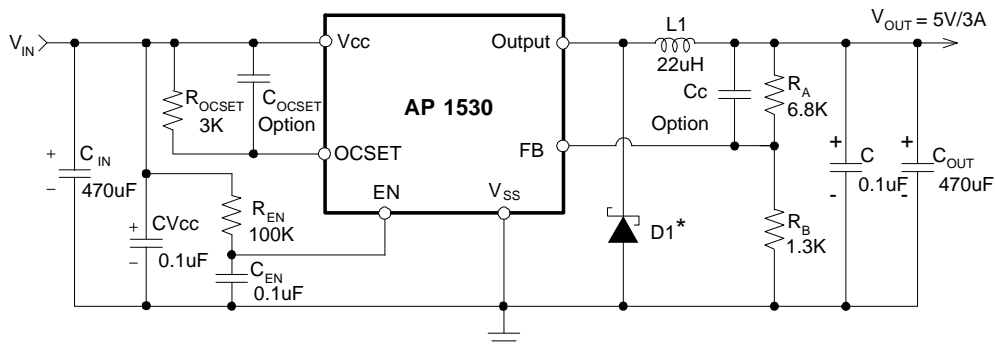 V_IN
Vcc
Output
L1
22uH
V_OUT = 5V/3A
R_OCSET
3K
C_OCSET
Option
AP 1530
Cc
Option
R_A
6.8K
OCSET
FB
+
C_IN
470uF
−
EN
V_SS
+
C
0.1uF
-
+
C_OUT
470uF
-
R_EN
100K
+
CVcc
0.1uF
−
D1*
R_B
1.3K
C_EN
0.1uF